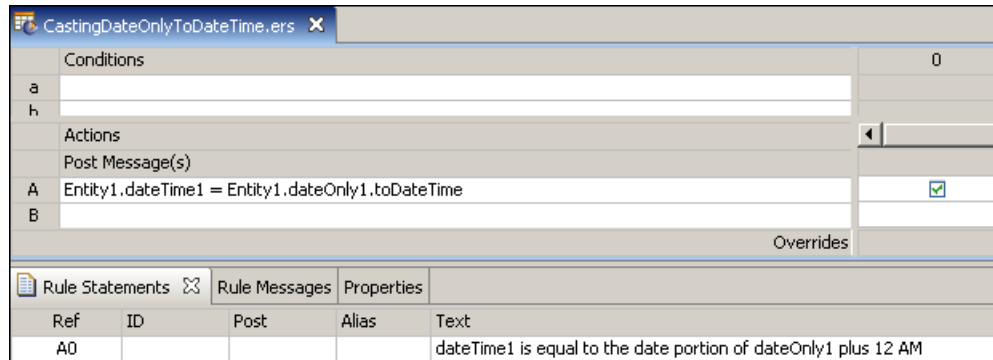 CastingDateOnlyToDateTime.ers
Conditions 0
a
b
Actions
Post Message(s)
A Entity1.dateTime1 = Entity1.dateOnly1.toDateTime
B
Overrides
Rule Statements Rule Messages Properties
Ref ID Post Alias Text
A0 dateTime1 is equal to the date portion of dateOnly1 plus 12 AM